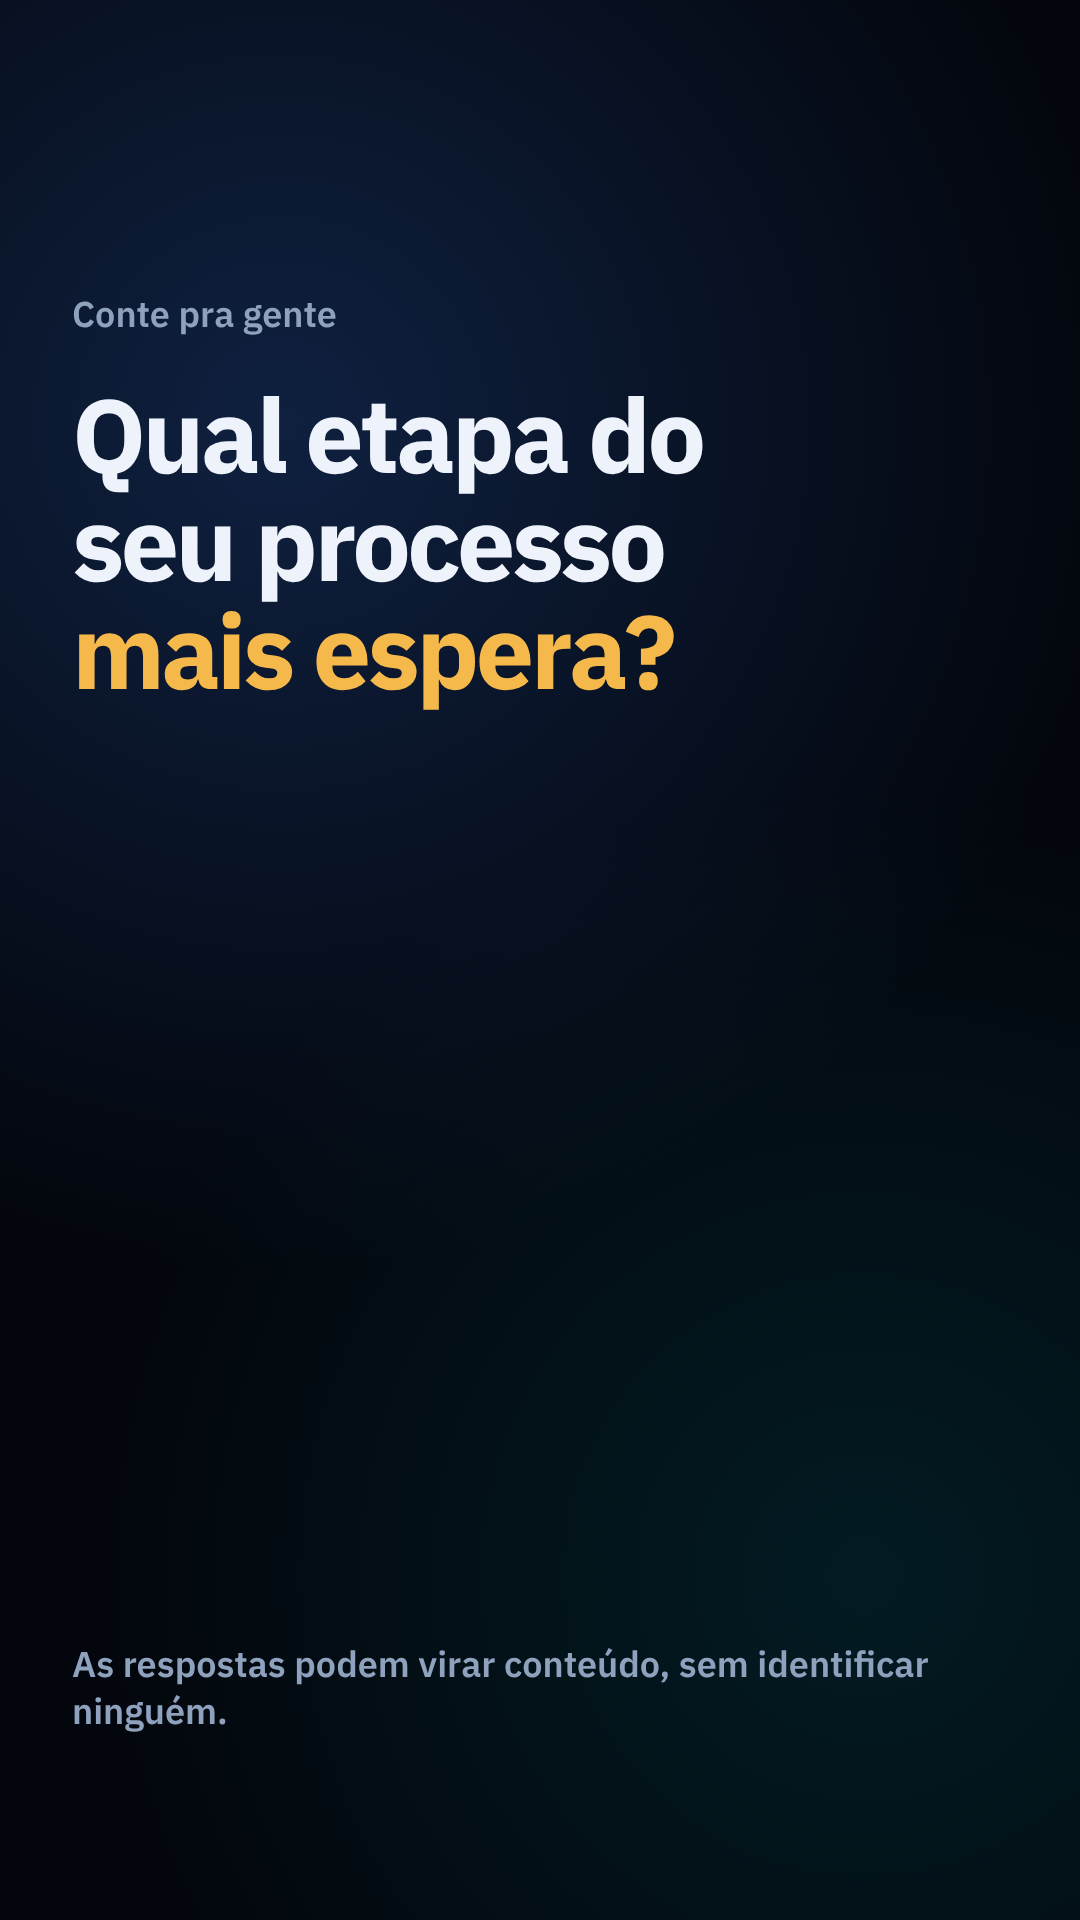 Conte pra gente
Qual etapa do
seu processo
mais espera?
As respostas podem virar conteúdo, sem identificar
ninguém.